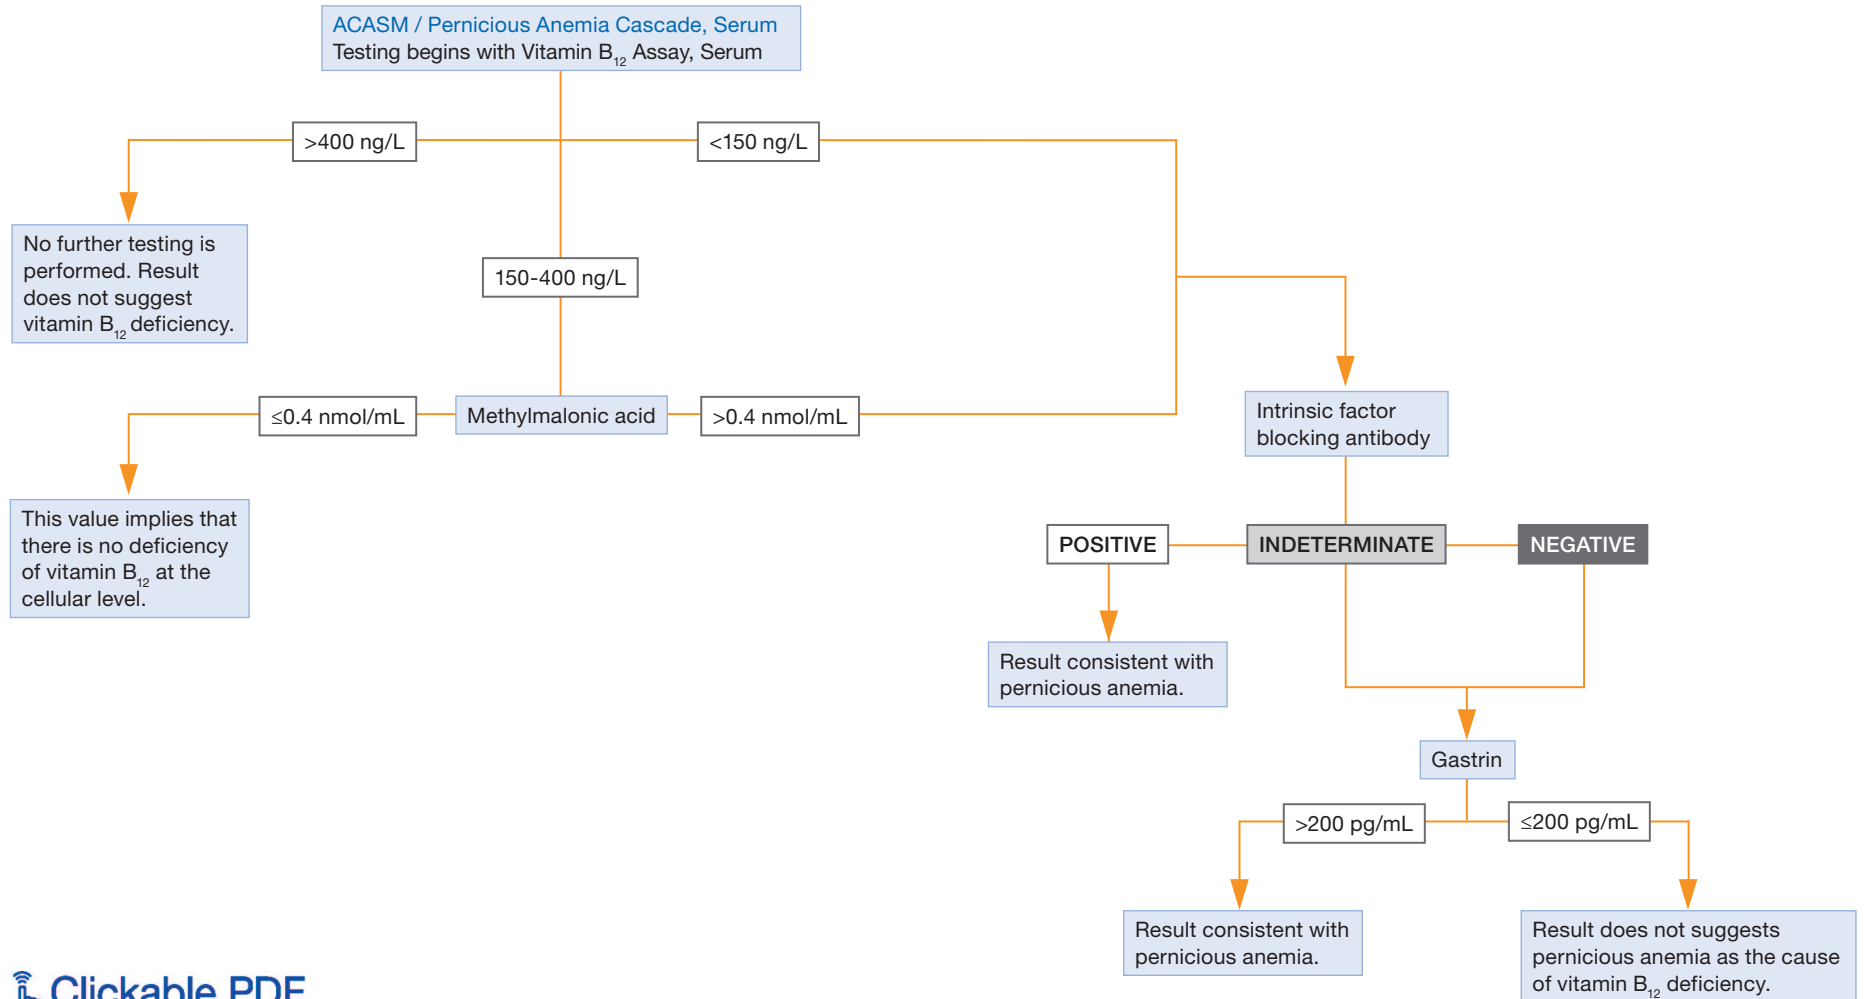 ACASM / Pernicious Anemia Cascade, Serum
Testing begins with Vitamin B12 Assay, Serum
>400 ng/L
<150 ng/L
No further testing is
performed. Result
does not suggest
vitamin B12 deficiency.
150-400 ng/L
≤0.4 nmol/mL
Methylmalonic acid
>0.4 nmol/mL
Intrinsic factor
blocking antibody
This value implies that
there is no deficiency
of vitamin B12 at the
cellular level.
POSITIVE
INDETERMINATE
NEGATIVE
Result consistent with
pernicious anemia.
Gastrin
>200 pg/mL
≤200 pg/mL
Result consistent with
pernicious anemia.
Result does not suggests
pernicious anemia as the cause
of vitamin B12 deficiency.
Clickable PDF